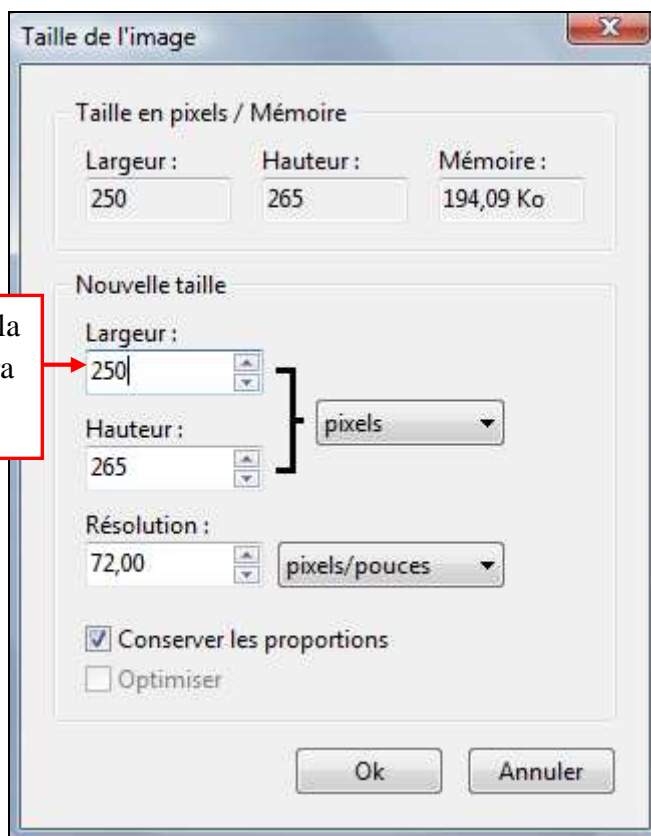 Taille de l'image
Taille en pixels / Mémoire
Largeur : Hauteur : Mémoire :
250 265 194,09 Ko
Nouvelle taille
la
a
Largeur :
250
pixels
Hauteur :
265
Résolution :
72,00 pixels/pouces
Conserver les proportions
Optimiser
Ok Annuler